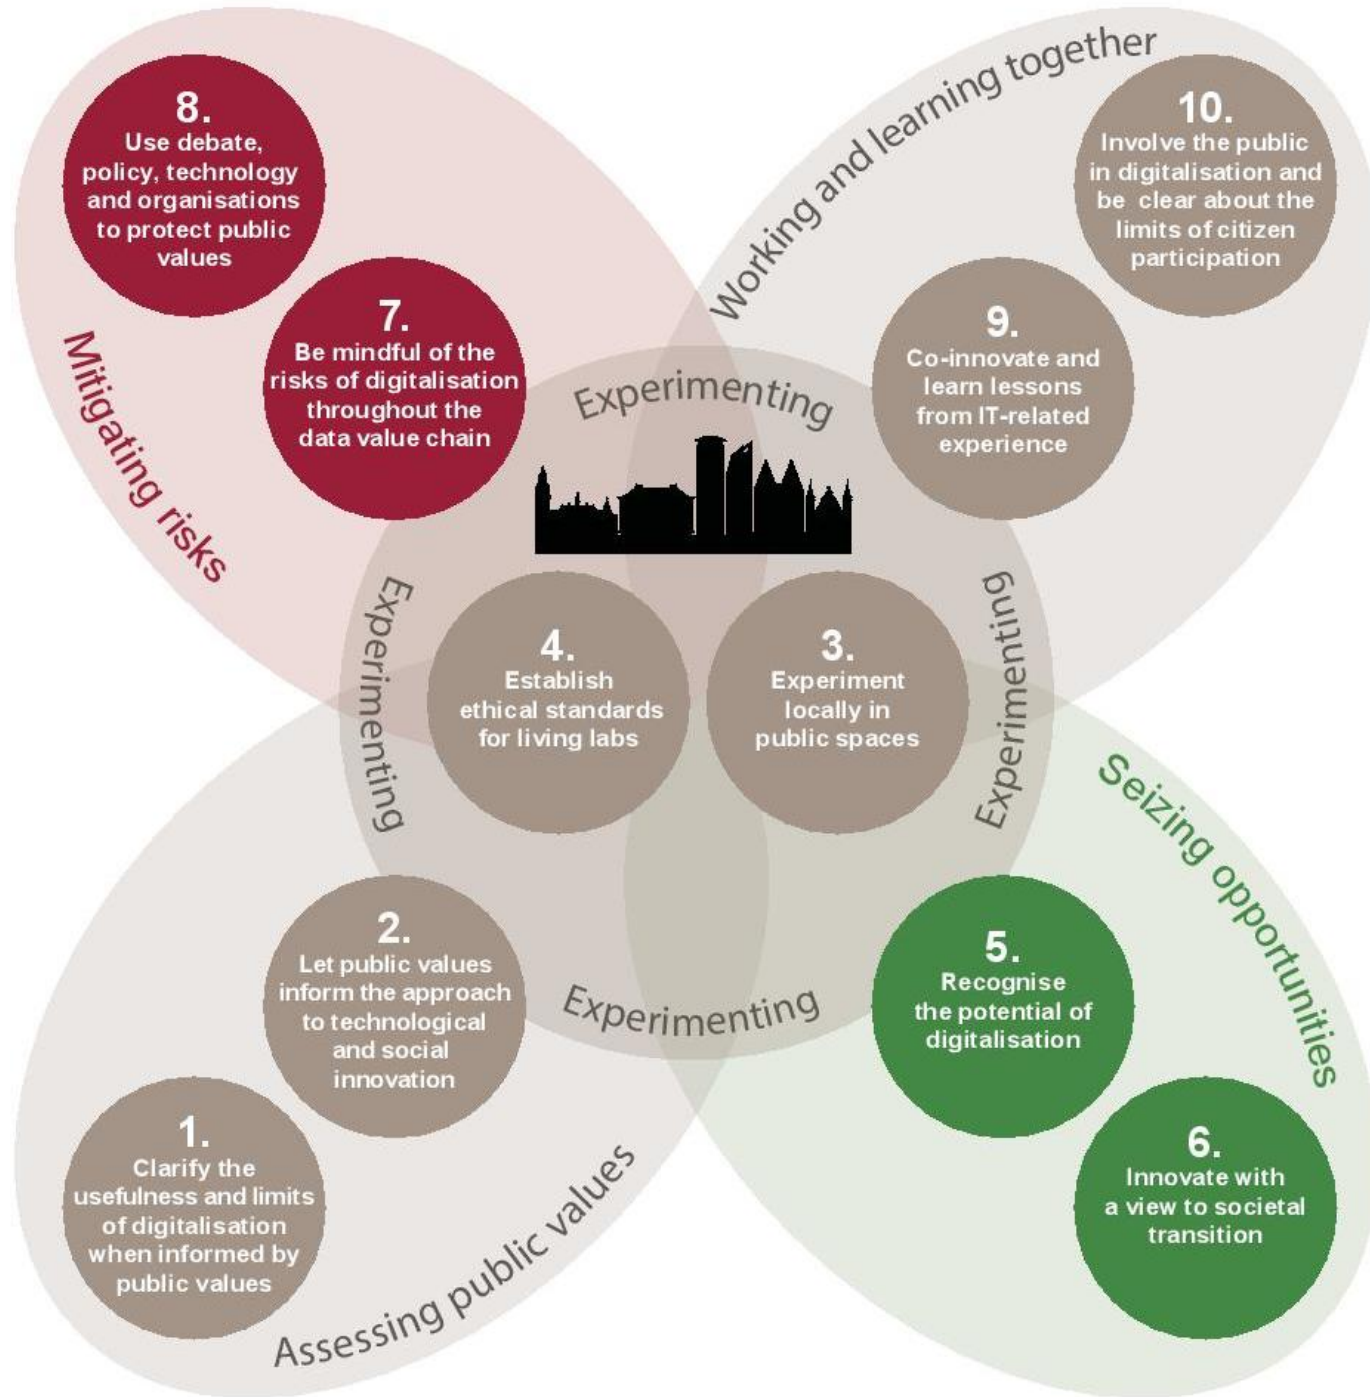 Mitigating risks
8.
Use debate,
policy, technology
and organisations
to protect public
values
7.
Be mindful of the
risks of digitalisation
throughout the
data value chain
Working and learning together
10.
Involve the public
in digitalisation and
be clear about the
limits of citizen
participation
9.
Co-innovate and
learn lessons
from IT-related
experience
Experimenting
Experimenting
Experimenting
Experimenting
4.
Establish
ethical standards
for living labs
3.
Experiment
locally in
public spaces
Assessing public values
2.
Let public values
inform the approach
to technological
and social
innovation
1.
Clarify the
usefulness and limits
of digitalisation
when informed by
public values
Seizing opportunities
5.
Recognise
the potential of
digitalisation
6.
Innovate with
a view to societal
transition